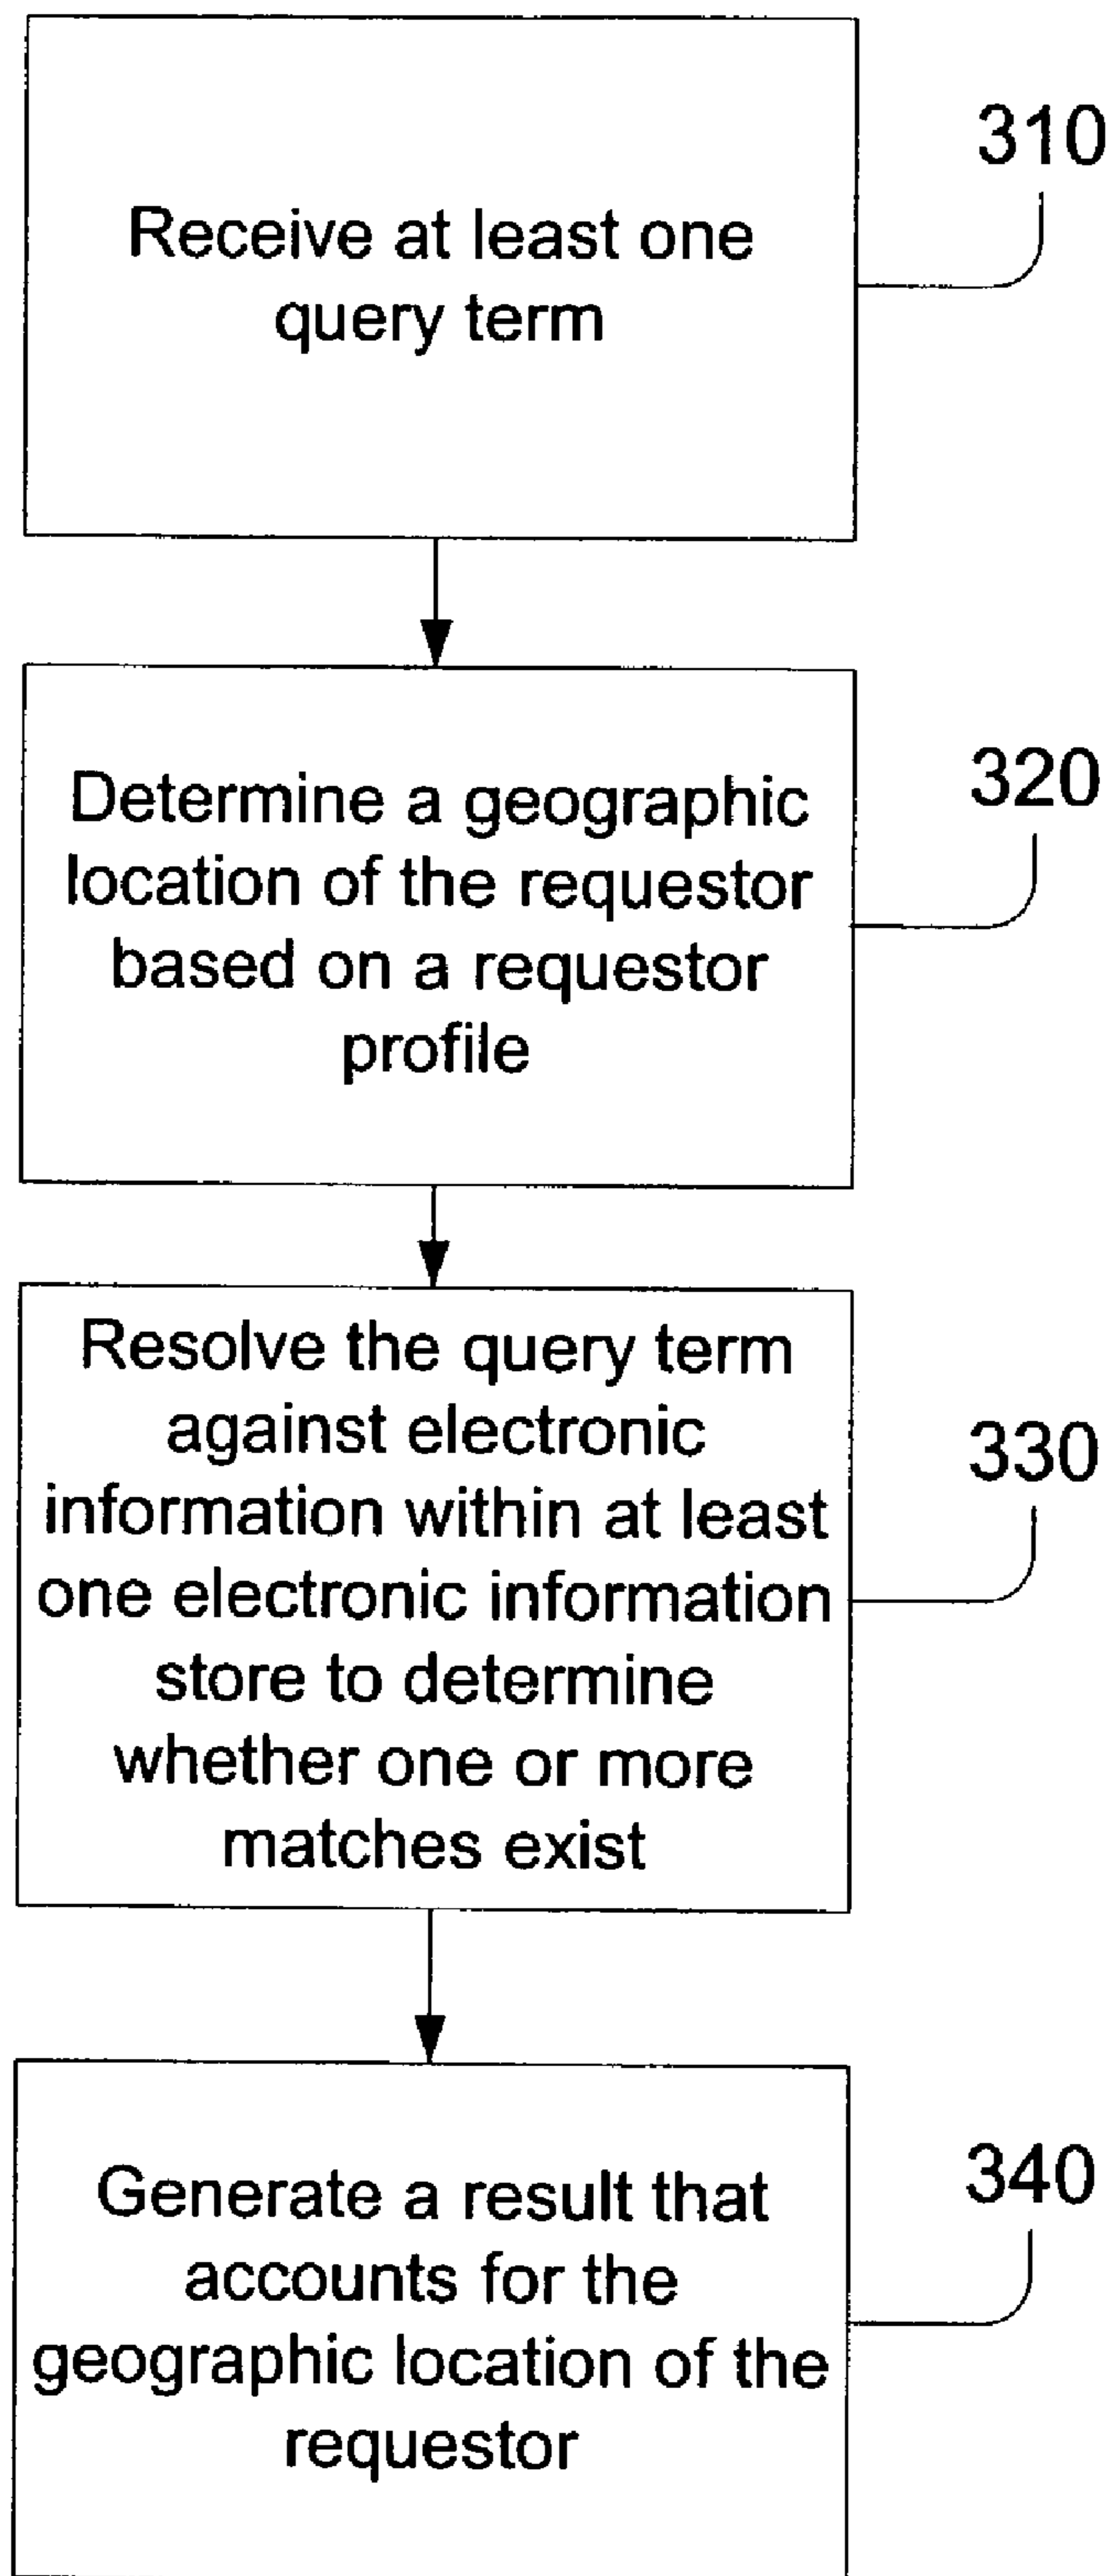 Receive at least one
query term
310
Determine a geographic
location of the requestor
based on a requestor
profile
320
Resolve the query term
against electronic
information within at least
one electronic information
store to determine
whether one or more
matches exist
330
Generate a result that
accounts for the
geographic location of the
requestor
340